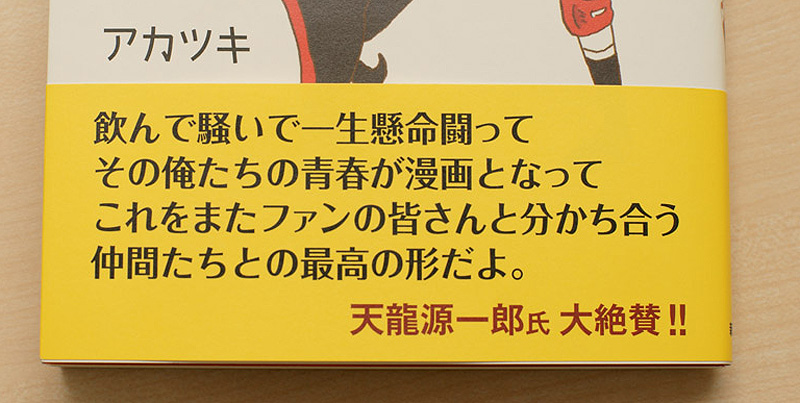 アカツキ
飲んで騒いで一生懸命闘って
その俺たちの青春が漫画となって
これをまたファンの皆さんと分かち合う
仲間たちとの最高の形だよ。
天龍源一郎氏 大絶賛!!